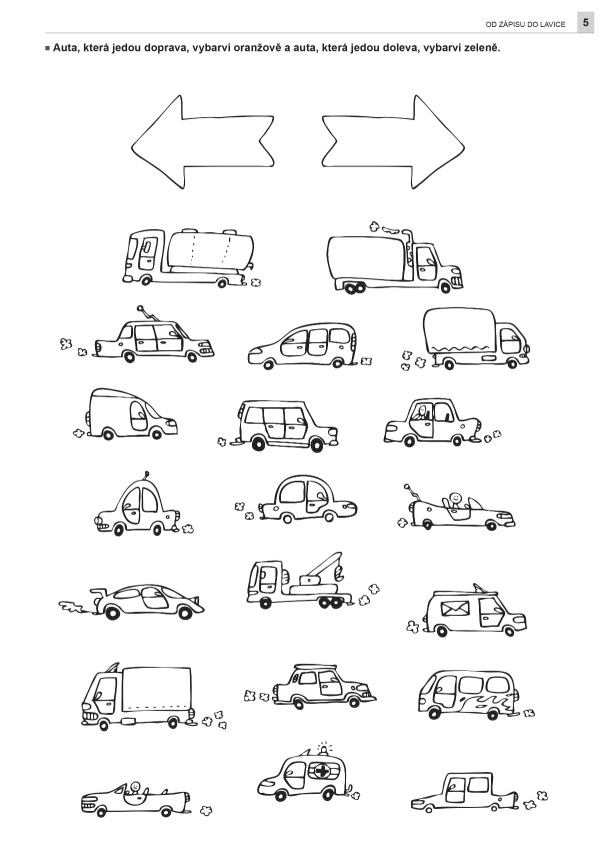 OD ZÁPISU DO LAVICE 5
Auta, která jedou doprava, vybarvi oranžově a auta, která jedou doleva, vybarvi zeleně.